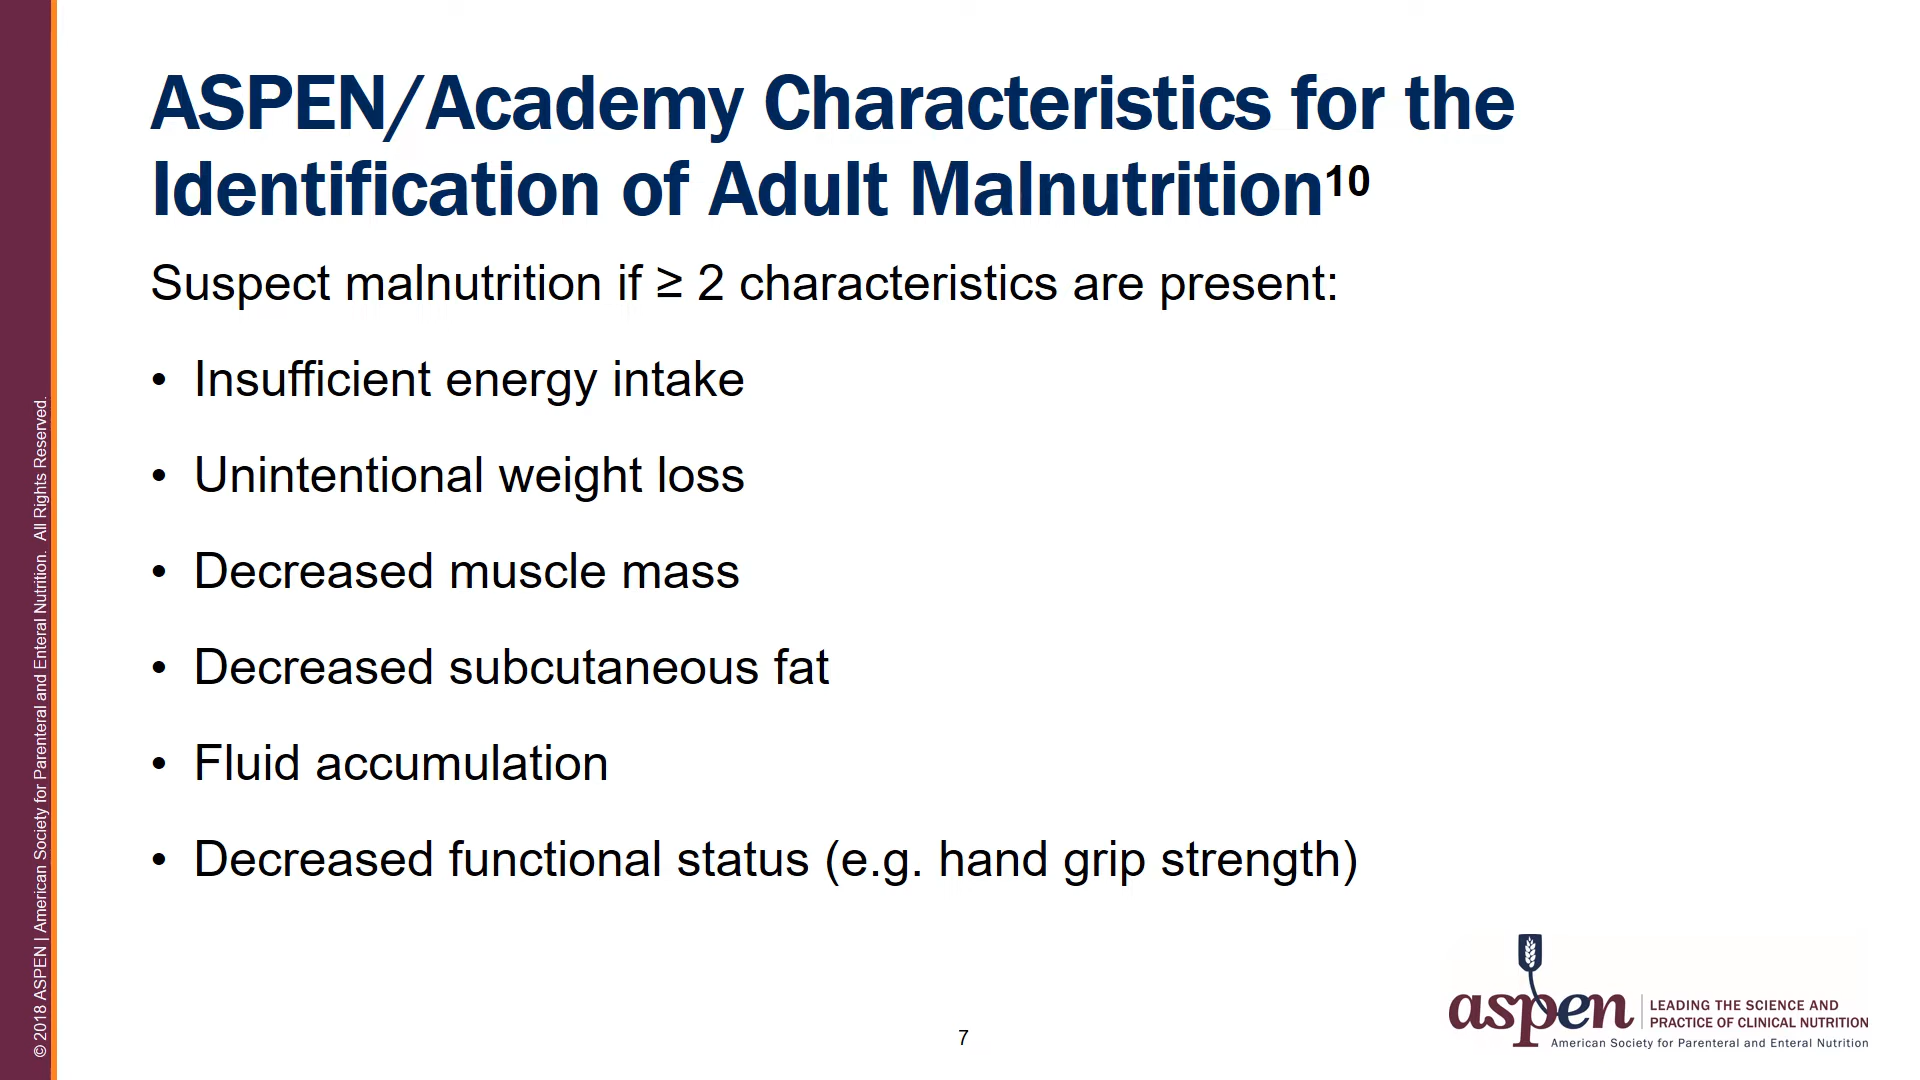 ASPEN/Academy Characteristics for the
Identification of Adult Malnutrition¹⁰
Suspect malnutrition if ≥ 2 characteristics are present:
• Insufficient energy intake
• Unintentional weight loss
• Decreased muscle mass
• Decreased subcutaneous fat
• Fluid accumulation
• Decreased functional status (e.g. hand grip strength)
© 2018 ASPEN | American Society for Parenteral and Enteral Nutrition. All Rights Reserved.
7
aspen
LEADING THE SCIENCE AND
PRACTICE OF CLINICAL NUTRITION
American Society for Parenteral and Enteral Nutrition